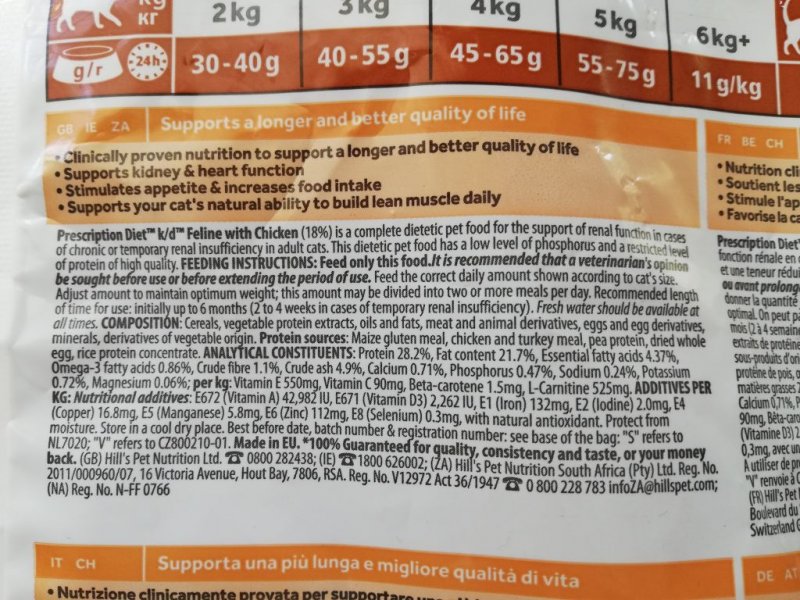 кг
2kg
3kg
4kg
5kg
6kg+
g/r
24h
30-40g
40-55g
45-65g
55-75g
11g/kg
GB IE ZA
Supports a longer and better quality of life
• Clinically proven nutrition to support a longer and better quality of life
• Supports kidney & heart function
• Stimulates appetite & increases food intake
• Supports your cat's natural ability to build lean muscle daily
Prescription Diet™ k/d™ Feline with Chicken (18%) is a complete dietetic pet food for the support of renal function in cases
of chronic or temporary renal insufficiency in adult cats. This dietetic pet food has a low level of phosphorus and a restricted level
of protein of high quality. FEEDING INSTRUCTIONS: Feed only this food. It is recommended that a veterinarian's opinion
be sought before use or before extending the period of use. Feed the correct daily amount shown according to cat's size.
Adjust amount to maintain optimum weight; this amount may be divided into two or more meals per day. Recommended length
of time for use: initially up to 6 months (2 to 4 weeks in cases of temporary renal insufficiency). Fresh water should be available at
all times. COMPOSITION: Cereals, vegetable protein extracts, oils and fats, meat and animal derivatives, eggs and egg derivatives,
minerals, derivatives of vegetable origin. Protein sources: Maize gluten meal, chicken and turkey meal, pea protein, dried whole
egg, rice protein concentrate. ANALYTICAL CONSTITUENTS: Protein 28.2%, Fat content 21.7%, Essential fatty acids 4.37%,
Omega-3 fatty acids 0.86%, Crude fibre 1.1%, Crude ash 4.9%, Calcium 0.71%, Phosphorus 0.47%, Sodium 0.24%, Potassium
0.72%, Magnesium 0.06%; per kg: Vitamin E 550mg, Vitamin C 90mg, Beta-carotene 1.5mg, L-Carnitine 525mg. ADDITIVES PER
KG: Nutritional additives: E672 (Vitamin A) 42,982 IU, E671 (Vitamin D3) 2,262 IU, E1 (Iron) 132mg, E2 (Iodine) 2.0mg, E4
(Copper) 16.8mg, E5 (Manganese) 5.8mg, E6 (Zinc) 112mg, E8 (Selenium) 0.3mg, with natural antioxidant. Protect from
moisture. Store in a cool dry place. Best before date, batch number & registration number: see base of the bag: "S" refers to
NL7020; "V" refers to CZ800210-01. Made in EU. *100% Guaranteed for quality, consistency and taste, or your money
back. (GB) Hill's Pet Nutrition Ltd. ☎ 0800 282438; (IE) ☎ 1800 626002; (ZA) Hill's Pet Nutrition South Africa (Pty) Ltd. Reg. No.
2011/000960/07, 16 Victoria Avenue, Hout Bay, 7806, RSA. Reg. No. V12972 Act 36/1947 ☎ 0 800 228 783 infoZA@hillspet.com;
(NA) Reg. No. N-FF 0766
FR BE CH
• Nutrition cli
• Soutient les
• Stimule l'ap
• Favorise la ca
Prescription Diet
fonction rénale en
et une teneur rédui
ou avant prolong
donner la quantité
optimal. On peut pa
mois (2 à 4 semain
extraits de protéine
sous-produits d'ori
protéine de pois, o
matières grasses
Calcium 0,71%, P
90mg, Bêta-caro
(Vitamine D3) 2
0,3mg, avec un
A utiliser de pr
"V" renvoie à C
(FR) Hill's Pet
Boulevard du
Switzerland G
IT CH
Supporta una più lunga e migliore qualità di vita
• Nutrizione clinicamente provata per supportare
DE AT